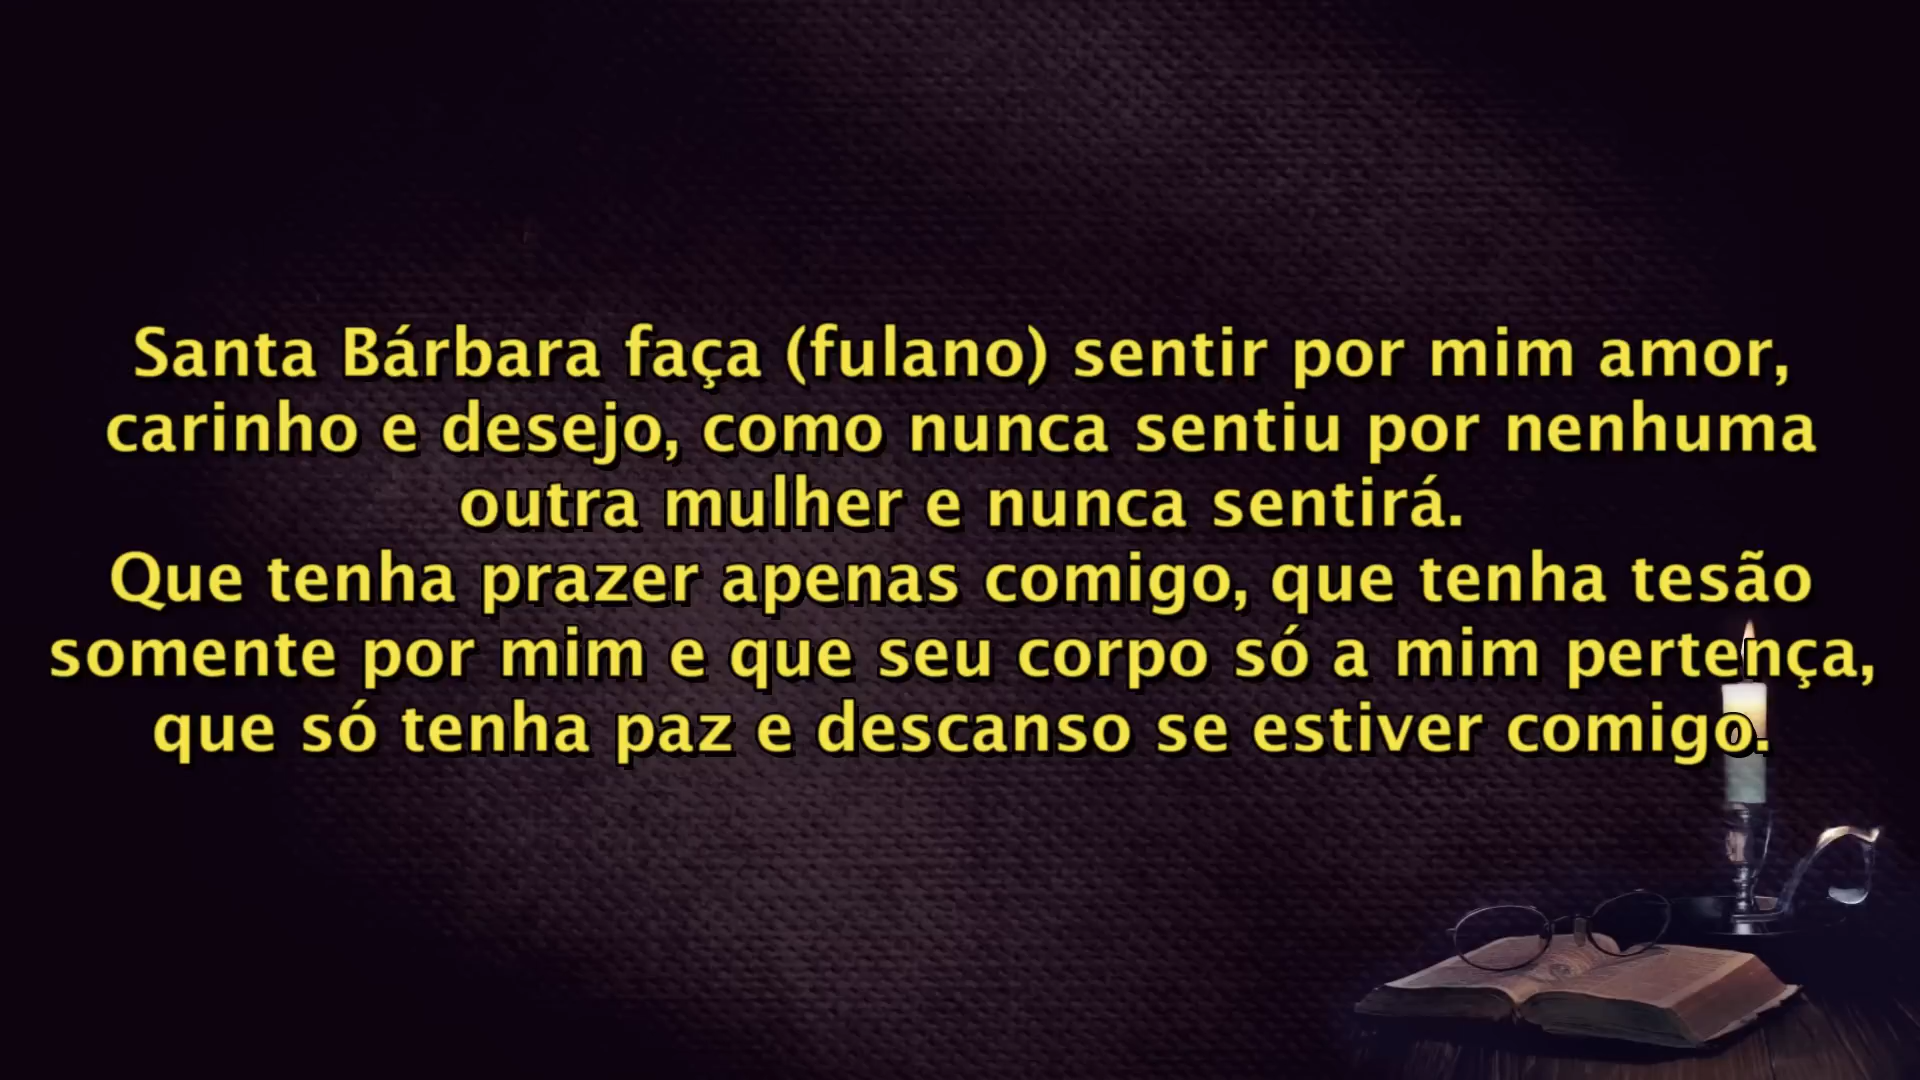 Santa Bárbara faça (fulano) sentir por mim amor,
carinho e desejo, como nunca sentiu por nenhuma
outra mulher e nunca sentirá.
Que tenha prazer apenas comigo, que tenha tesão
somente por mim e que seu corpo só a mim pertença,
que só tenha paz e descanso se estiver comigo.